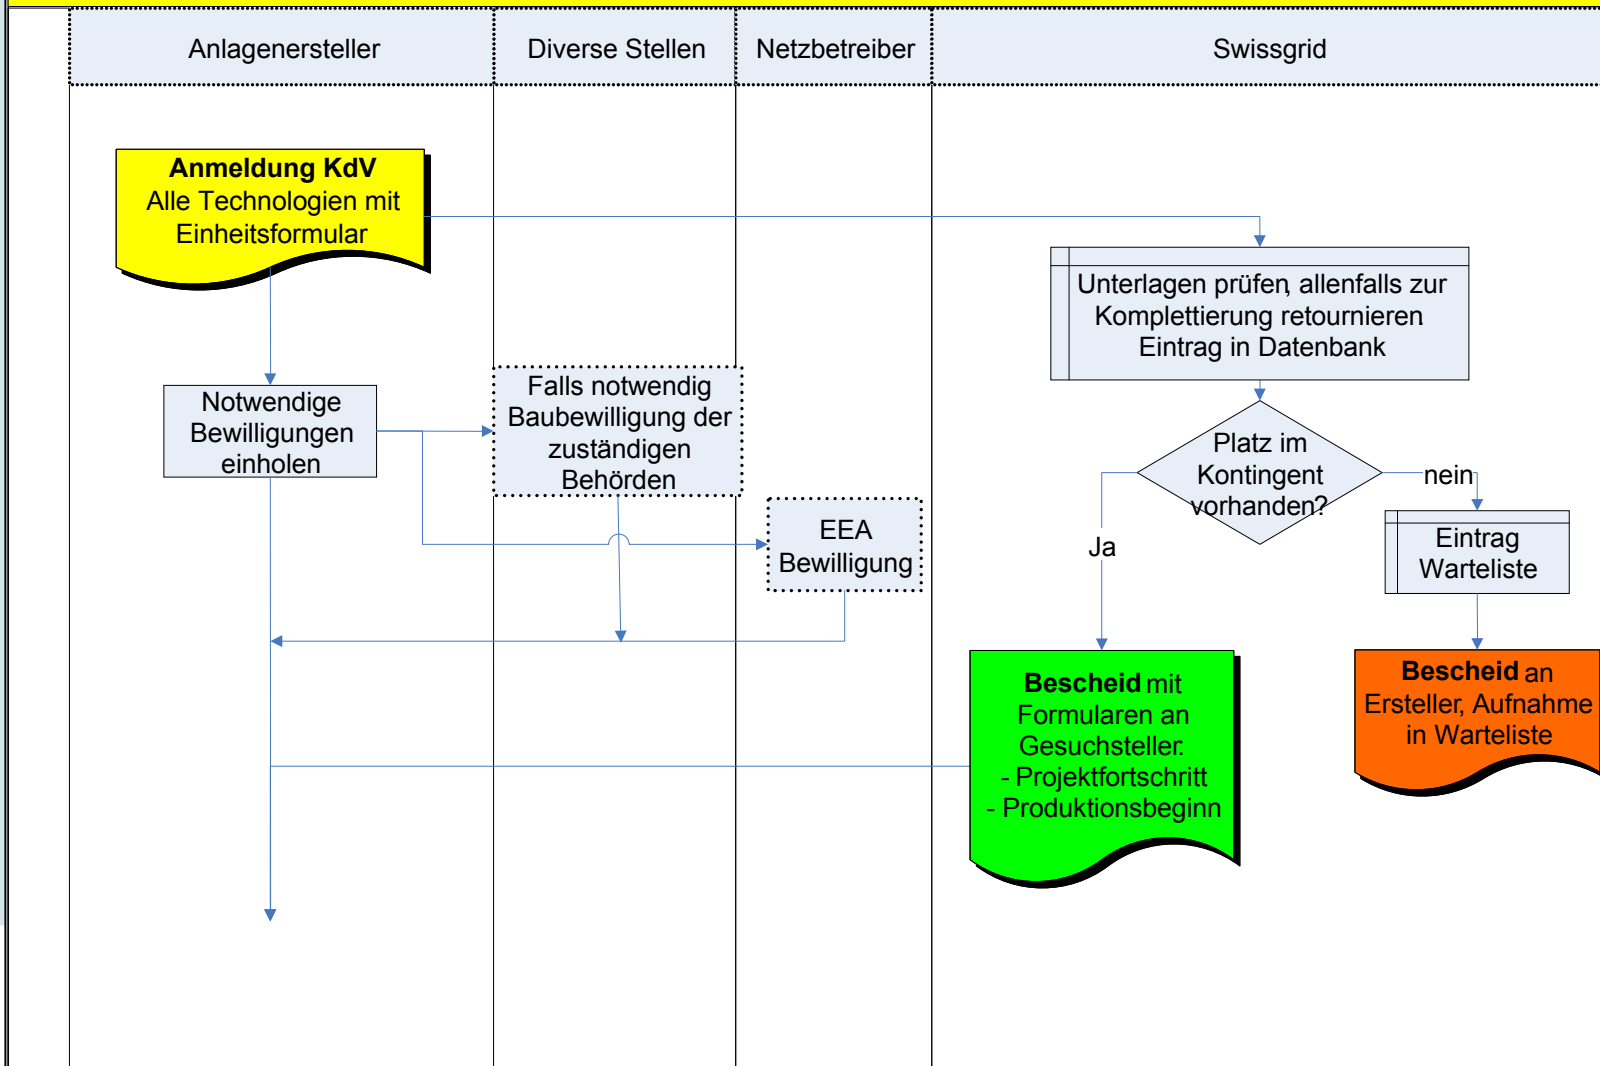 Anlagenersteller
Diverse Stellen
Netzbetreiber
Swissgrid
Anmeldung KdV
Alle Technologien mit
Einheitsformular
Unterlagen prüfen, allenfalls zur
Komplettierung retournieren
Eintrag in Datenbank
Notwendige
Bewilligungen
einholen
Falls notwendig
Baubewilligung der
zuständigen
Behörden
Platz im
Kontingent
vorhanden?
nein
Ja
EEA
Bewilligung
Eintrag
Warteliste
Bescheid mit
Formularen an
Gesuchsteller:
- Projektfortschritt
- Produktionsbeginn
Bescheid an
Ersteller, Aufnahme
in Warteliste